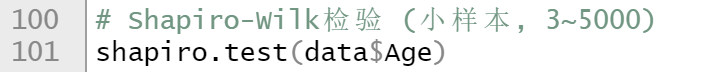 100 # Shapiro-Wilk检验 (小样本, 3~5000)
101 shapiro.test(data$Age)